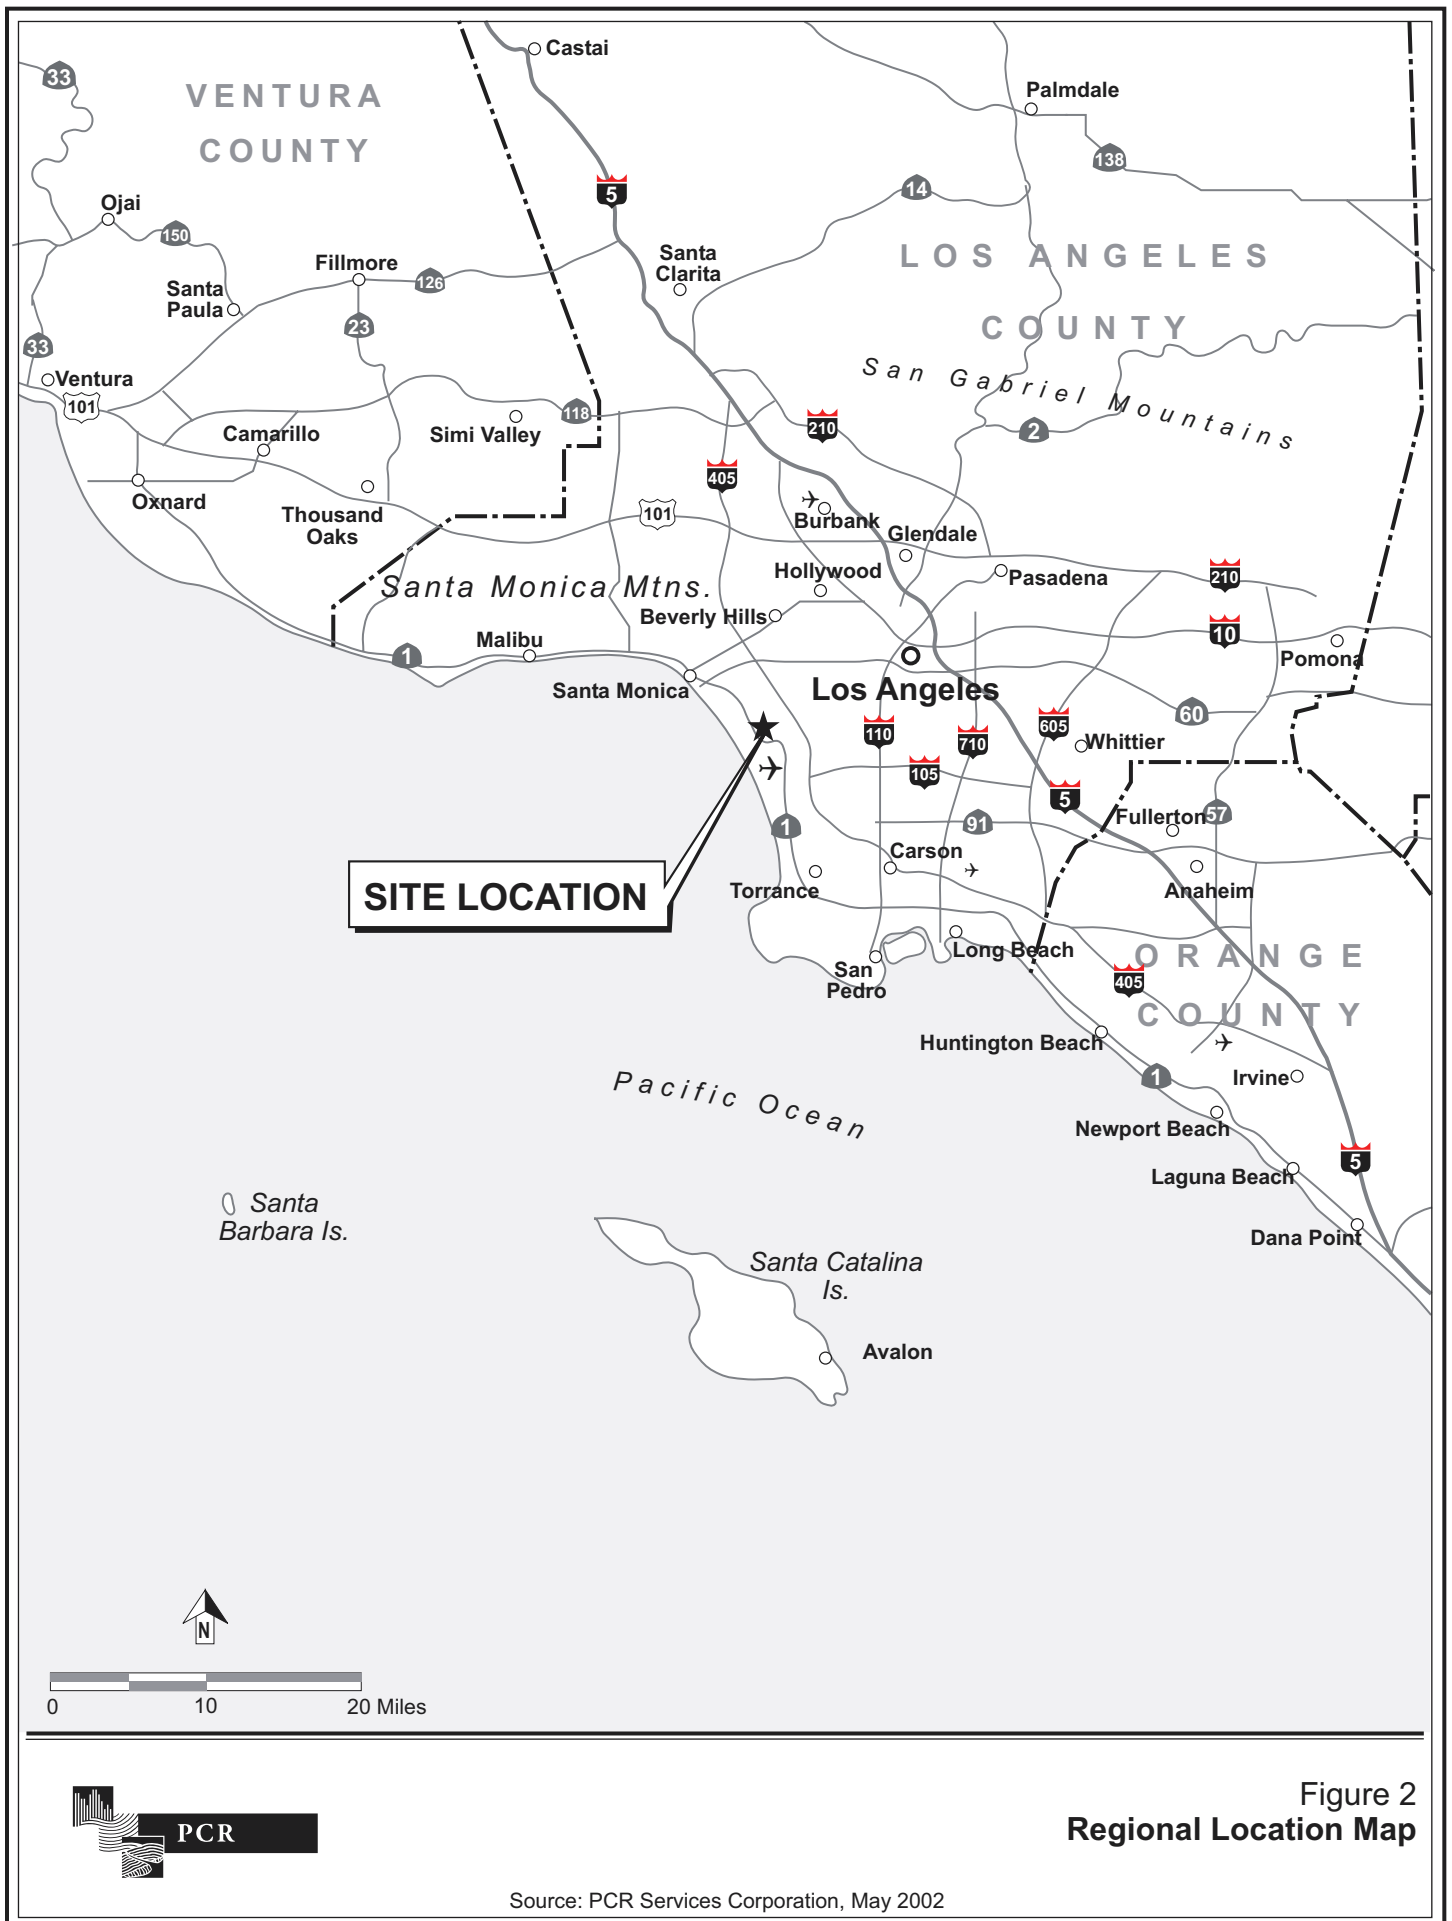 Castai
33
VENTURA
COUNTY
Palmdale
138
5
14
Ojai
150
LOS ANGELES
COUNTY
Santa
Clarita
Fillmore
126
Santa
Paula
23
33
Ventura
101
San Gabriel Mountains
118
Camarillo
Simi Valley
210
2
405
Oxnard
Thousand
Oaks
101
Burbank
Glendale
Hollywood
Pasadena
210
Santa Monica Mtns.
Beverly Hills
10
Malibu
1
Pomona
Santa Monica
Los Angeles
60
110
710
605
Whittier
105
5
1
91
Fullerton
57
Carson
SITE LOCATION
Torrance
Anaheim
Long Beach
ORANGE
COUNTY
San
Pedro
405
Huntington Beach
1
Irvine
Pacific Ocean
Newport Beach
5
Laguna Beach
Santa
Barbara Is.
Dana Point
Santa Catalina
Is.
Avalon
N
0
10
20 Miles
PCR
Figure 2
Regional Location Map
Source: PCR Services Corporation, May 2002